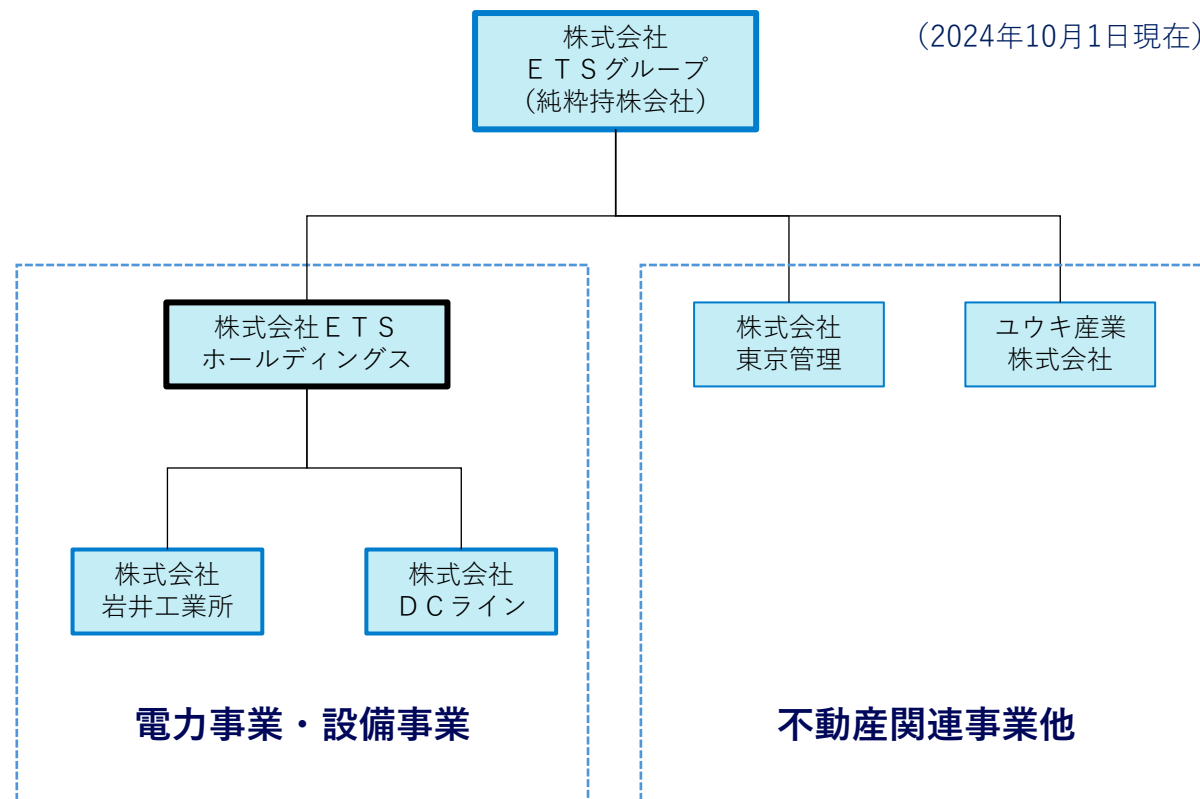 （2024年10月1日現在）
株式会社
ＥＴＳグループ
（純粋持株会社）
株式会社ＥＴＳ
ホールディングス
株式会社
東京管理
ユウキ産業
株式会社
株式会社
岩井工業所
株式会社
ＤＣライン
電力事業・設備事業
不動産関連事業他